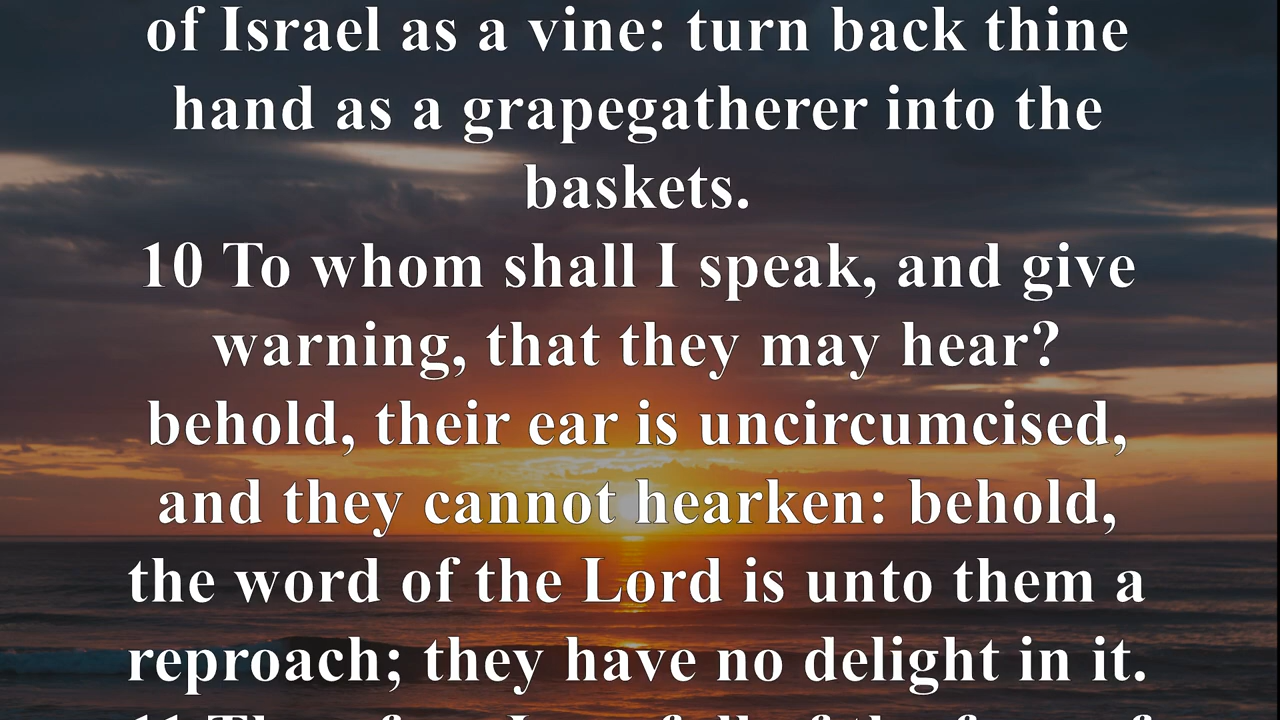 of Israel as a vine: turn back thine
hand as a grapegatherer into the
baskets.
10 To whom shall I speak, and give
warning, that they may hear?
behold, their ear is uncircumcised,
and they cannot hearken: behold,
the word of the Lord is unto them a
reproach; they have no delight in it.